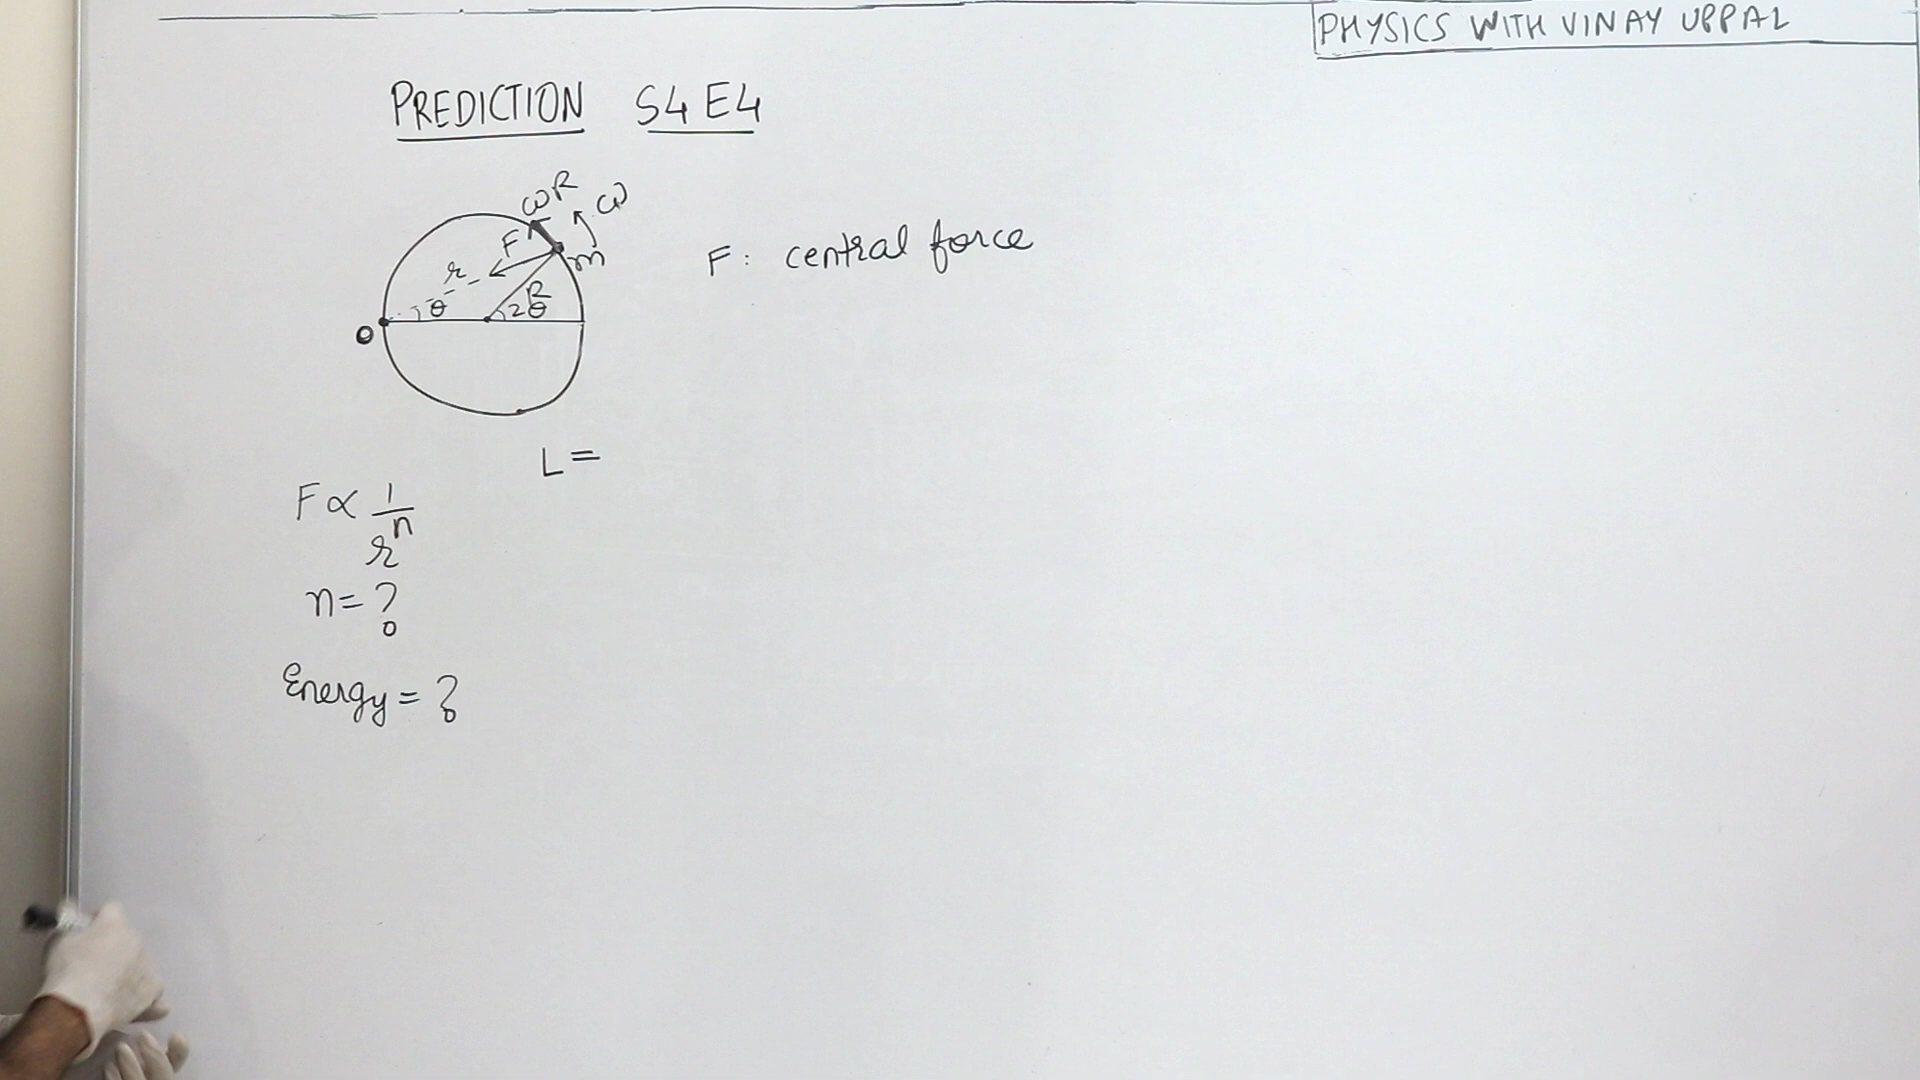 PHYSICS WITH VINAY UPPAL
PREDICTION S4 E4
ωR
ω
F
m
r
R
θ
2θ
O
F: central force
L =
F ∝ 1/r^n
n = ?
Energy = ?